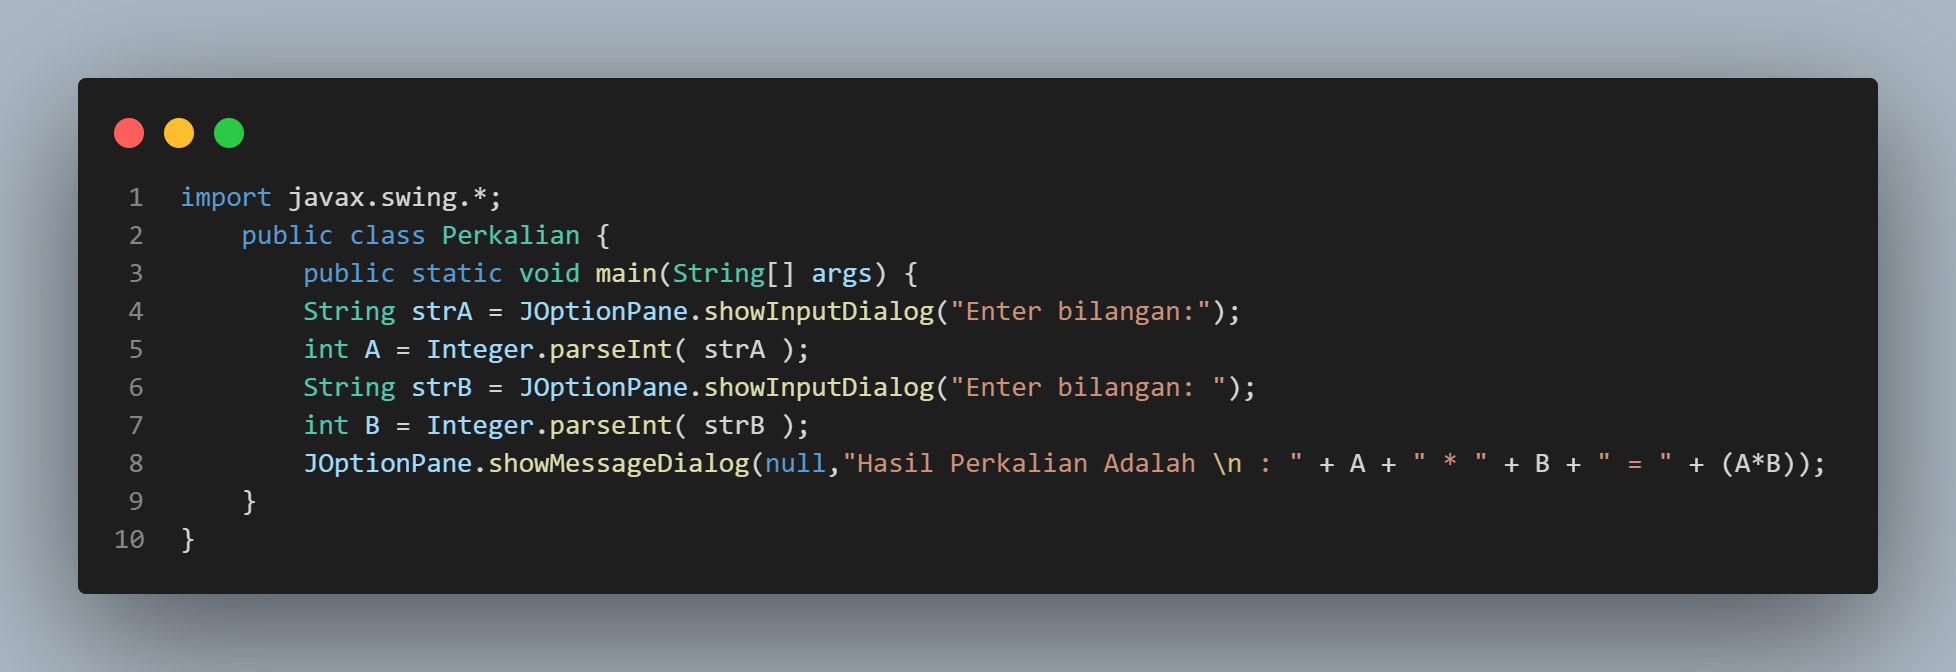 1 import javax.swing.*;
2     public class Perkalian {
3         public static void main(String[] args) {
4         String strA = JOptionPane.showInputDialog("Enter bilangan:");
5         int A = Integer.parseInt( strA );
6         String strB = JOptionPane.showInputDialog("Enter bilangan: ");
7         int B = Integer.parseInt( strB );
8         JOptionPane.showMessageDialog(null,"Hasil Perkalian Adalah \n : " + A + " * " + B + " = " + (A*B));
9     }
10 }